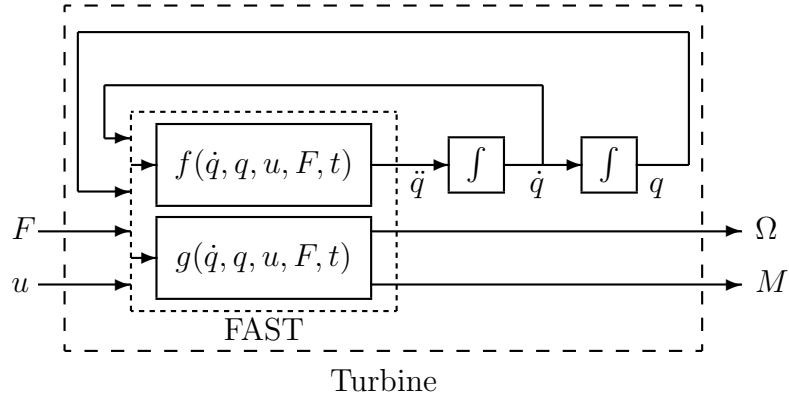 f(q̇, q, u, F, t)
∫
∫
q̈
q̇
q
F
g(q̇, q, u, F, t)
Ω
u
M
FAST
Turbine